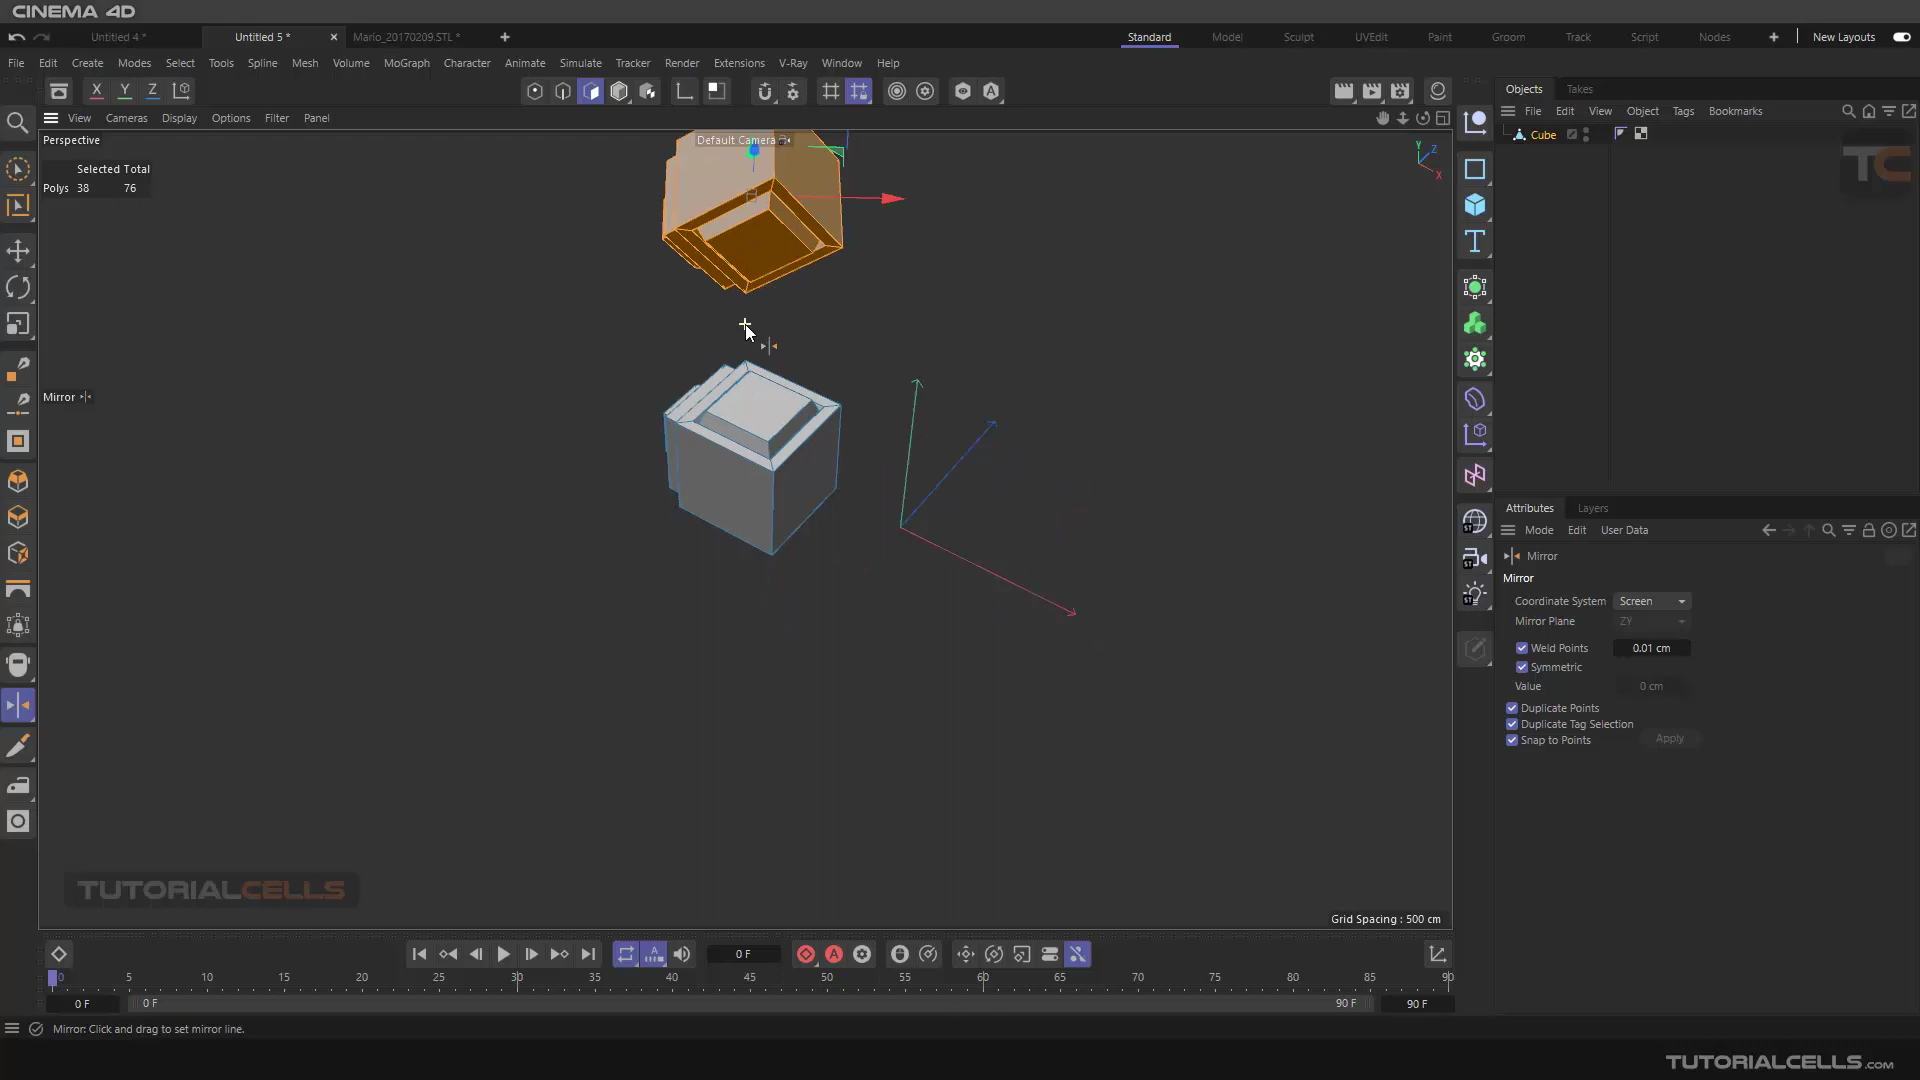 CINEMA 4D
Untitled 4 *
Untitled 5 *
Mario_20170209.STL *
Standard
Model
Sculpt
UVEdit
Paint
Groom
Track
Script
Nodes
New Layouts
File Edit Create Modes Select Tools Spline Mesh Volume MoGraph Character Animate Simulate Tracker Render Extensions V-Ray Window Help
X Y Z
View Cameras Display Options Filter Panel
Perspective
Default Camera
Selected Total
Polys 38 76
Y
Z
X
Mirror
TUTORIALCELLS
Grid Spacing : 500 cm
Objects Takes
File Edit View Object Tags Bookmarks
Cube
TC
Attributes Layers
Mode Edit User Data
Mirror
Mirror
Coordinate System Screen
Mirror Plane ZY
Weld Points 0.01 cm
Symmetric
Value 0 cm
Duplicate Points
Duplicate Tag Selection
Snap to Points Apply
0 F
0 5 10 15 20 25 30 35 40 45 50 55 60 65 70 75 80 85 90
0 F 0 F 90 F 90 F
Mirror: Click and drag to set mirror line.
TUTORIALCELLS.COM